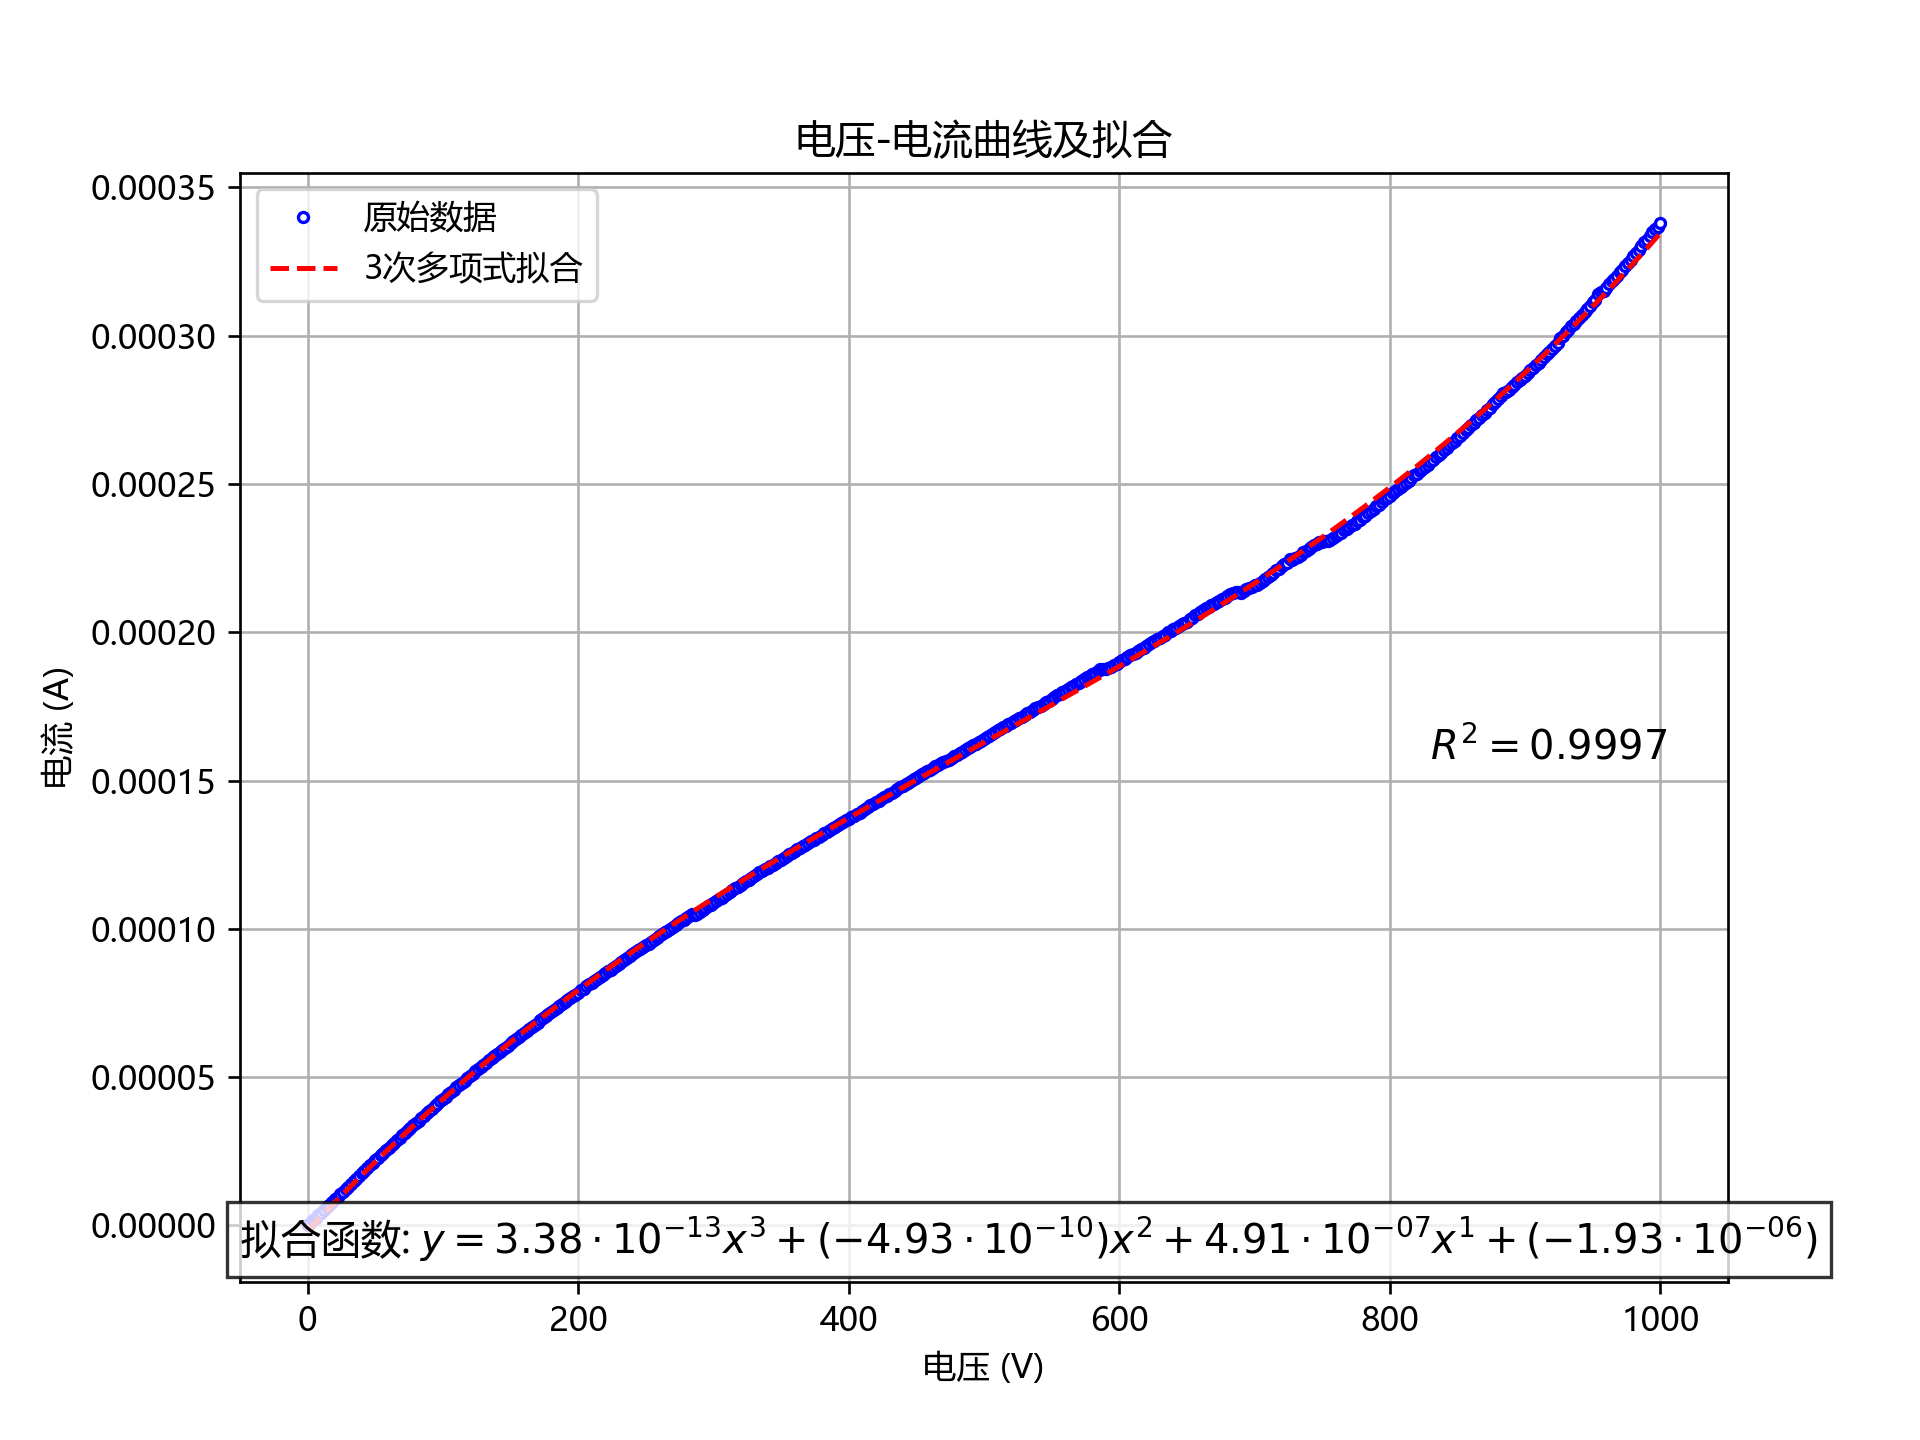 电压-电流曲线及拟合
原始数据
3次多项式拟合
0.00035
0.00030
0.00025
0.00020
0.00015
0.00010
0.00005
0.00000
电流 (A)
R² = 0.9997
拟合函数: y = 3.38 · 10⁻¹³x³ + (−4.93 · 10⁻¹⁰)x² + 4.91 · 10⁻⁰⁷x¹ + (−1.93 · 10⁻⁰⁶)
0 200 400 600 800 1000
电压 (V)